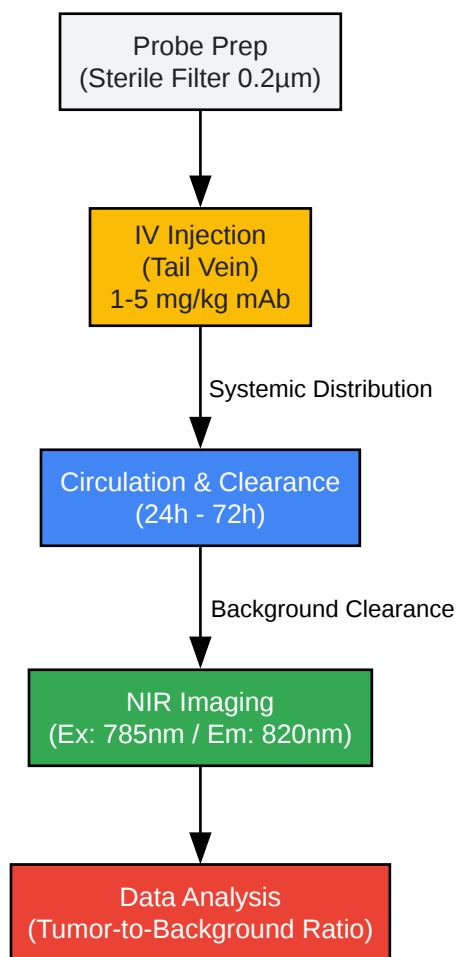 Probe Prep
(Sterile Filter 0.2µm)
IV Injection
(Tail Vein)
1-5 mg/kg mAb
Systemic Distribution
Circulation & Clearance
(24h - 72h)
Background Clearance
NIR Imaging
(Ex: 785nm / Em: 820nm)
Data Analysis
(Tumor-to-Background Ratio)